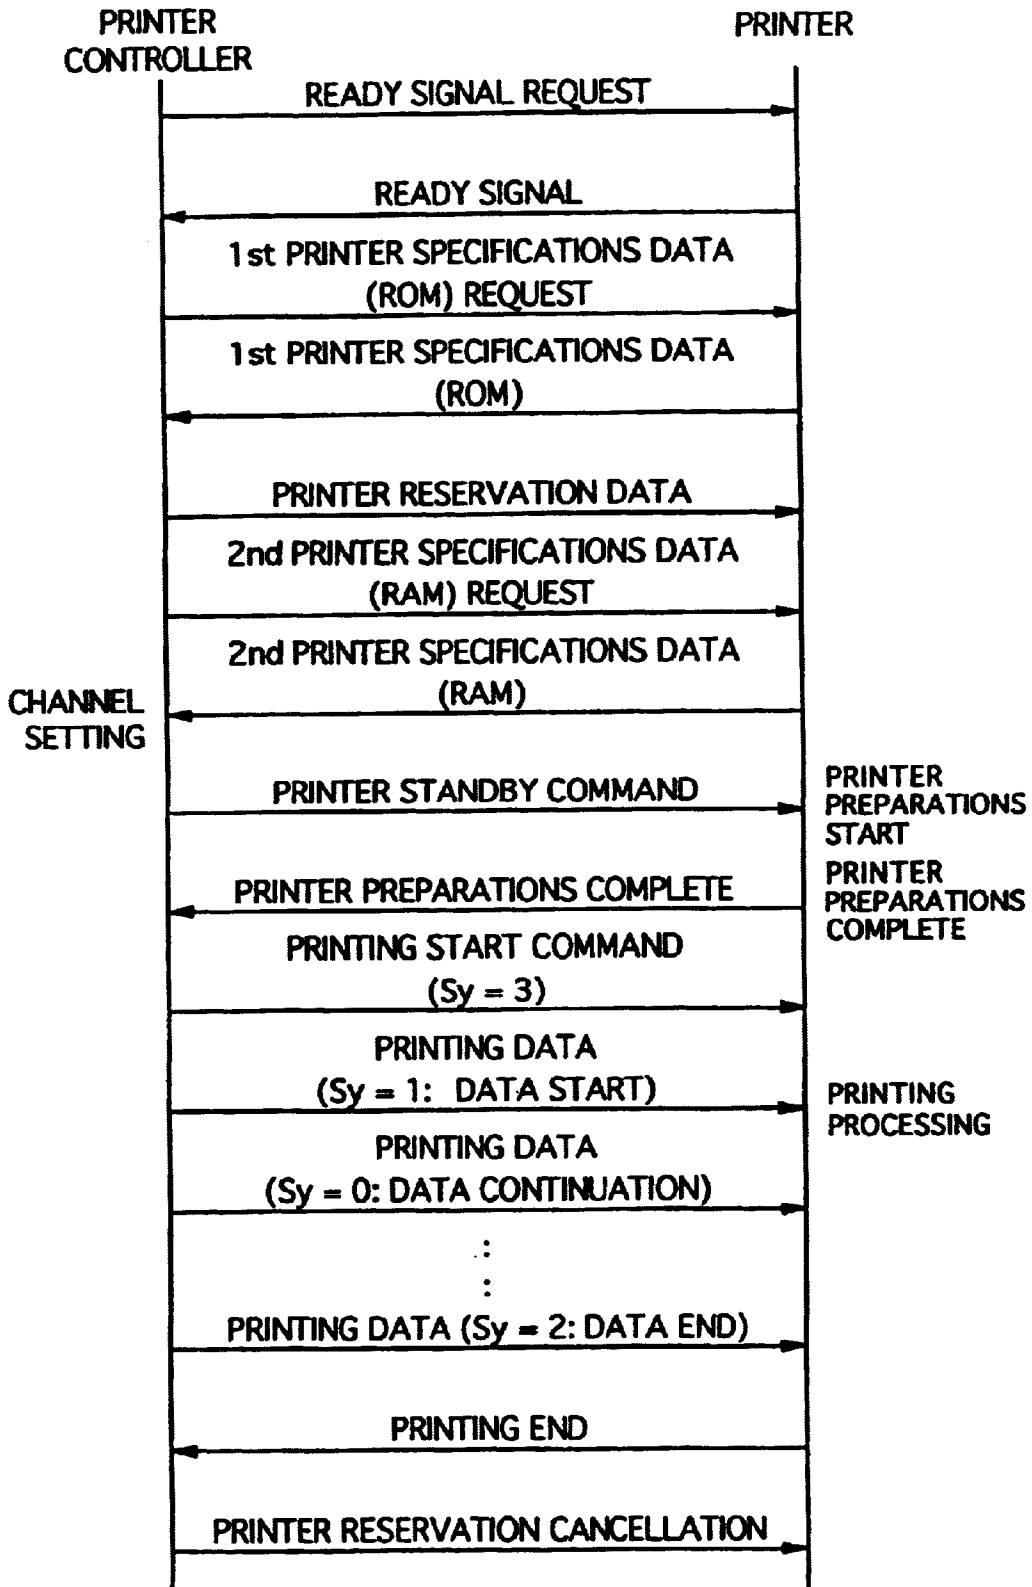 PRINTER
CONTROLLER
PRINTER
READY SIGNAL REQUEST
READY SIGNAL
1st PRINTER SPECIFICATIONS DATA
(ROM) REQUEST
1st PRINTER SPECIFICATIONS DATA
(ROM)
PRINTER RESERVATION DATA
2nd PRINTER SPECIFICATIONS DATA
(RAM) REQUEST
2nd PRINTER SPECIFICATIONS DATA
(RAM)
CHANNEL
SETTING
PRINTER STANDBY COMMAND
PRINTER
PREPARATIONS
START
PRINTER PREPARATIONS COMPLETE
PRINTER
PREPARATIONS
COMPLETE
PRINTING START COMMAND
(Sy = 3)
PRINTING DATA
(Sy = 1: DATA START)
PRINTING
PROCESSING
PRINTING DATA
(Sy = 0: DATA CONTINUATION)
:
:
PRINTING DATA (Sy = 2: DATA END)
PRINTING END
PRINTER RESERVATION CANCELLATION